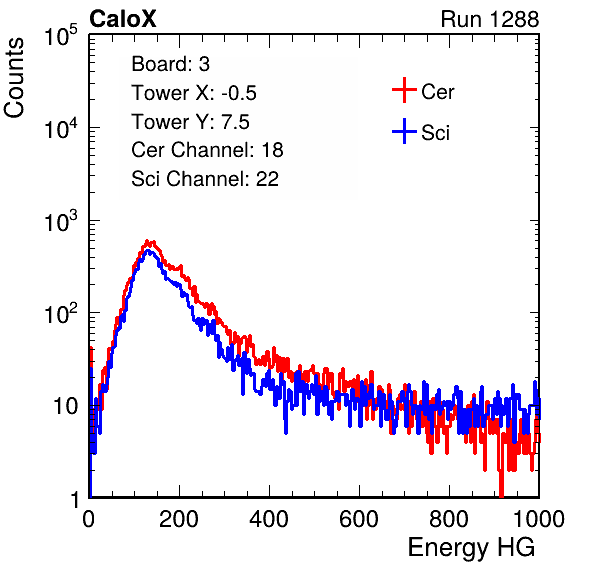 CaloX Run 1288
Counts
10^5
10^4
10^3
10^2
10
1
Board: 3
Tower X: -0.5
Tower Y: 7.5
Cer Channel: 18
Sci Channel: 22
Cer
Sci
0 200 400 600 800 1000
Energy HG